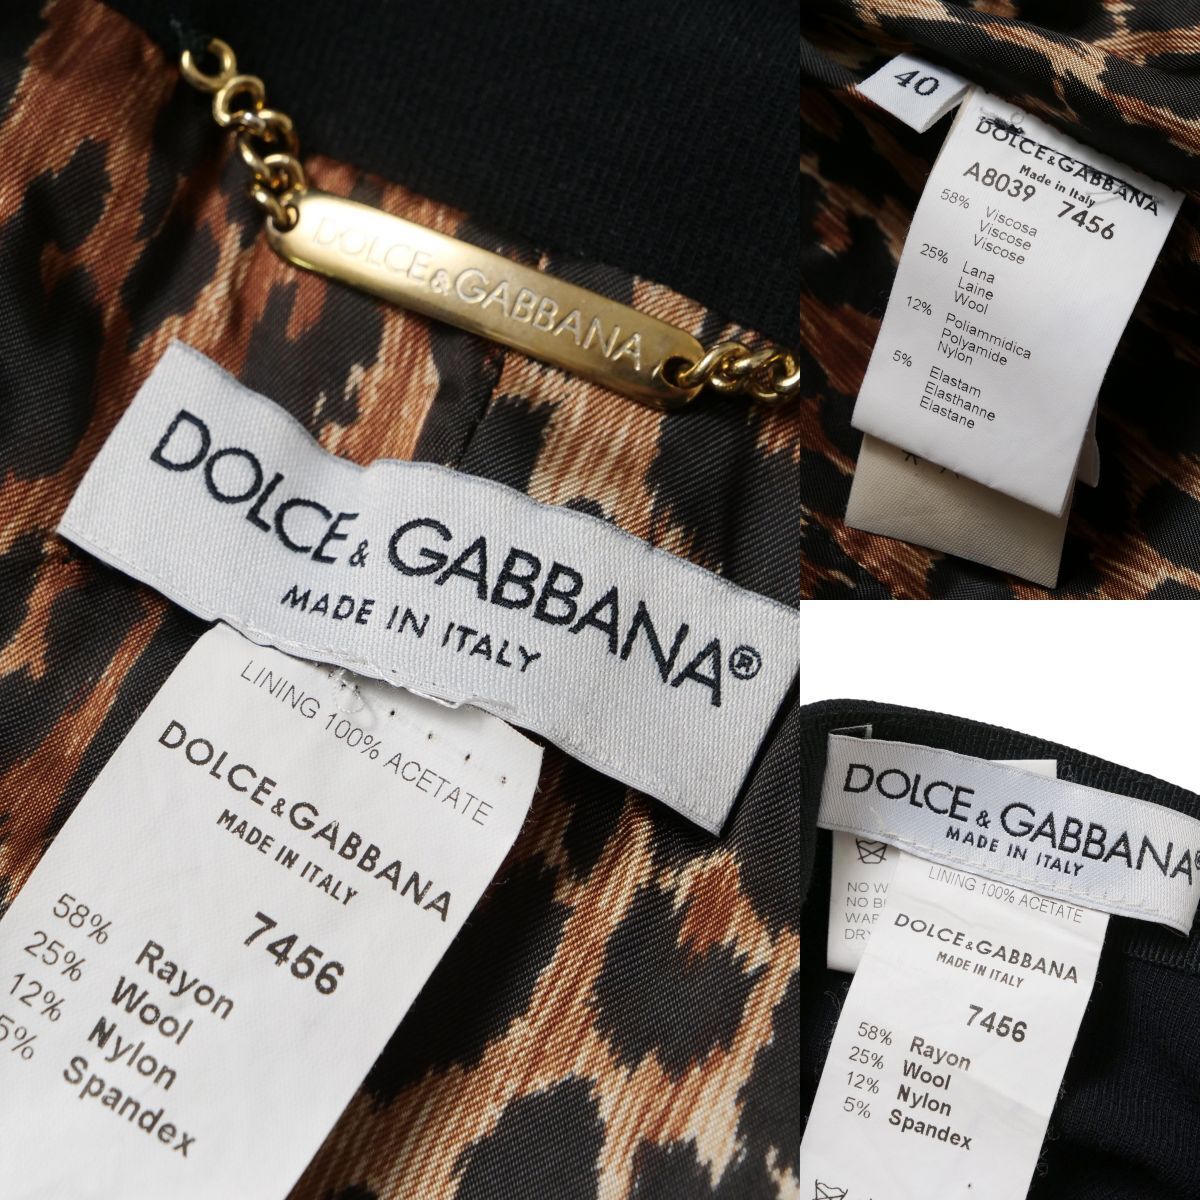 DOLCE&GABBANA
DOLCE & GABBANA®
MADE IN ITALY
LINING 100% ACETATE
DOLCE&GABBANA
MADE IN ITALY
7456
58% Rayon
25% Wool
12% Nylon
5% Spandex
40
DOLCE&GABBANA
Made in Italy
A8039 7456
58% Viscosa
Viscose
Viscose
25% Lana
Laine
Wool
12% Poliammidica
Polyamide
Nylon
5% Elastam
Elasthanne
Elastane
DOLCE & GABBANA®
MADE IN ITALY
NO
NO
DRY
LINING 100% ACETATE
DOLCE&GABBANA
MADE IN ITALY
7456
58% Rayon
25% Wool
12% Nylon
5% Spandex